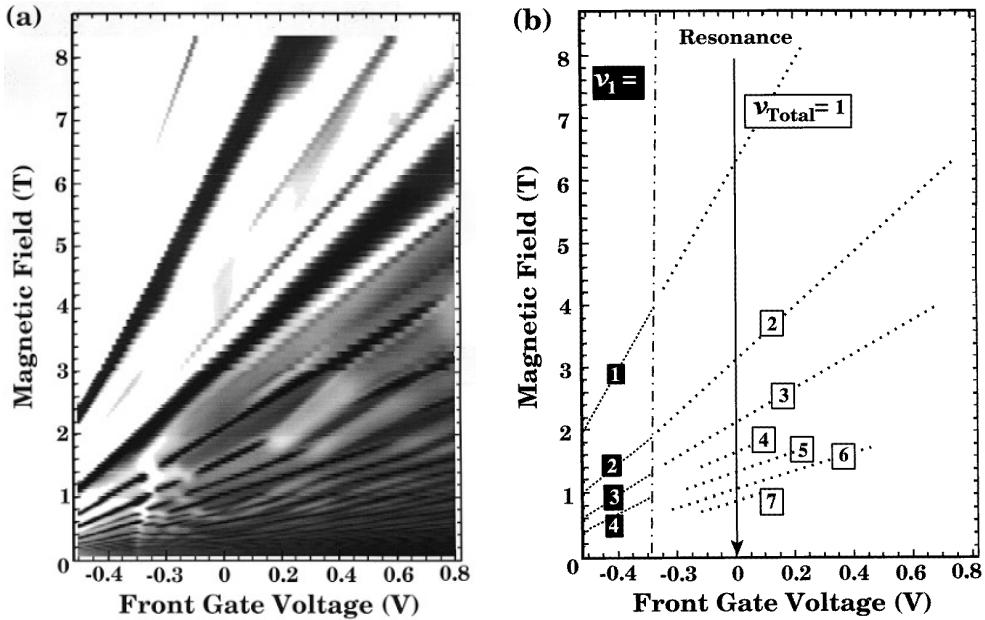 (a)
Magnetic Field (T)
8
7
6
5
4
3
2
1
0
-0.4 -0.3 0 0.2 0.4 0.6 0.8
Front Gate Voltage (V)
(b)
Magnetic Field (T)
8
7
6
5
4
3
2
1
0
Resonance
ν1 =
νTotal= 1
2
3
4
5
6
7
1
2
3
4
-0.4 -0.3 0 0.2 0.4 0.6 0.8
Front Gate Voltage (V)